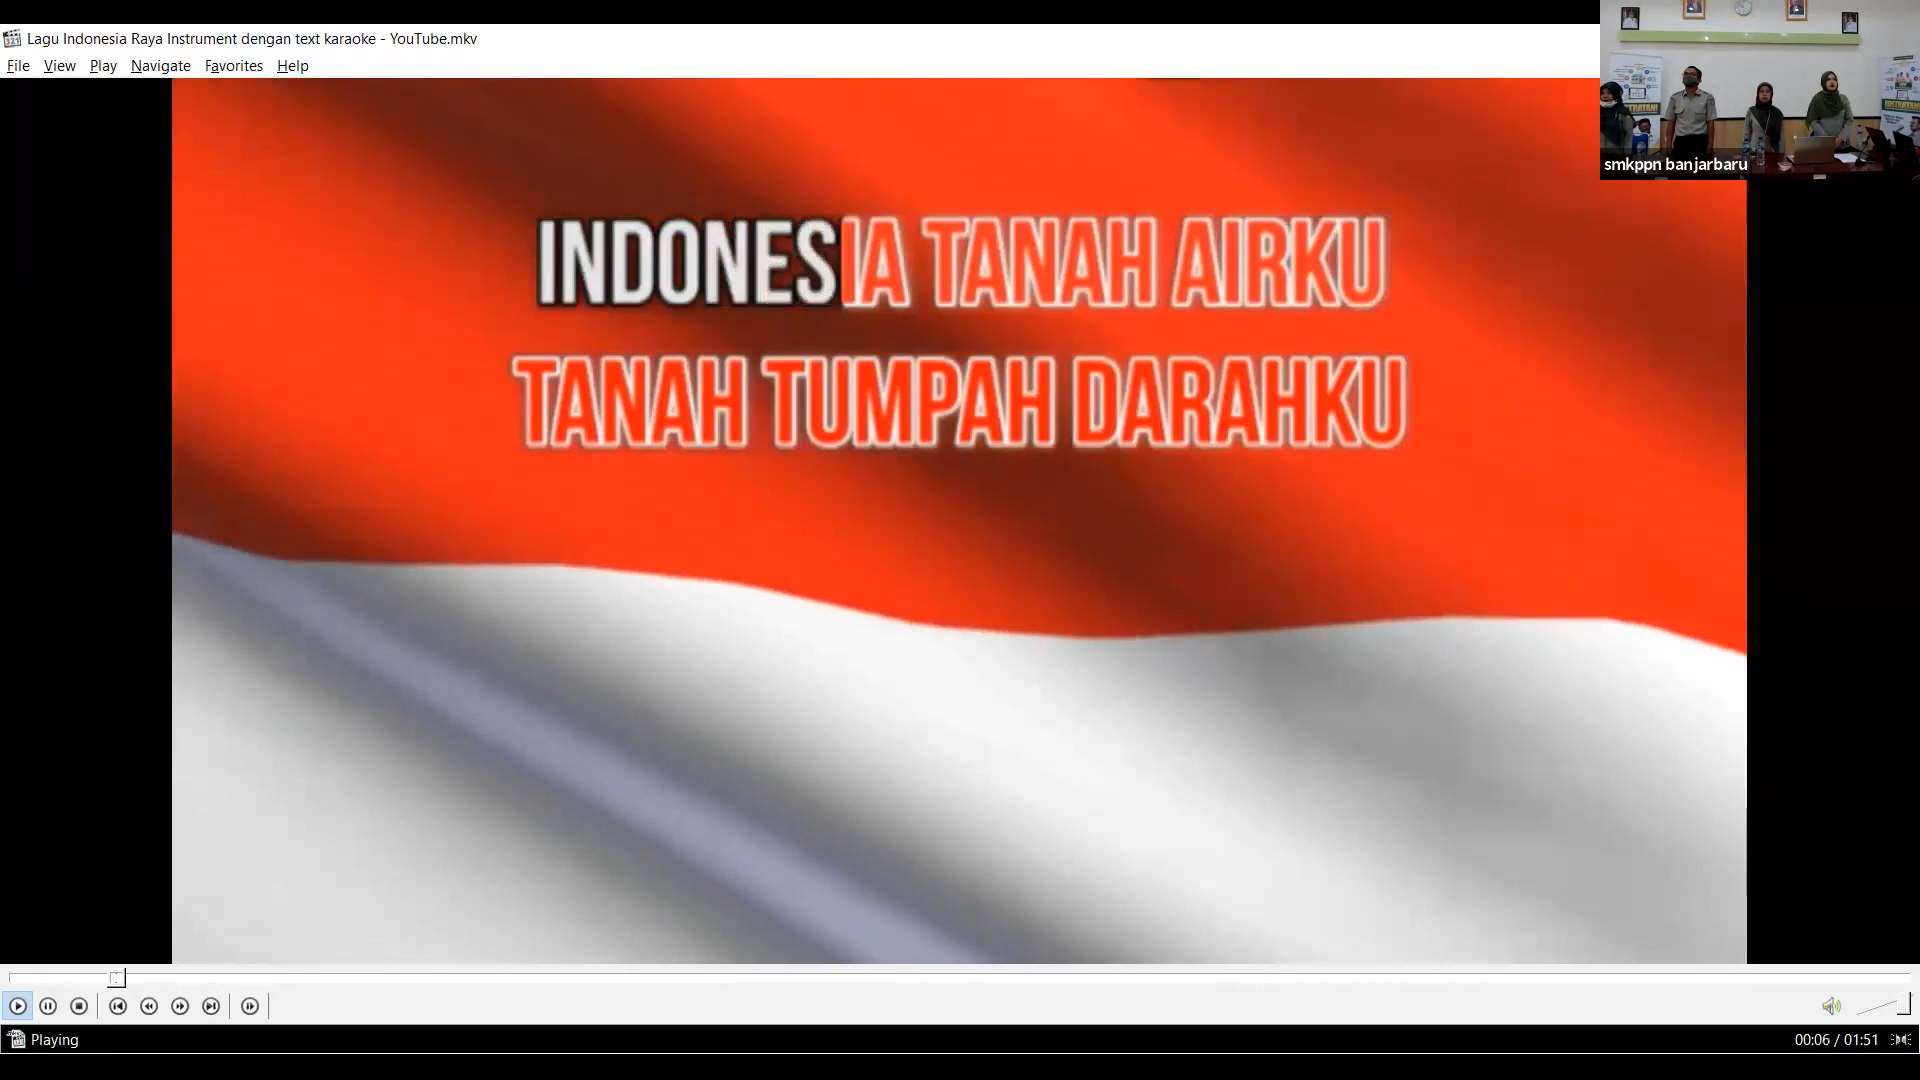 Lagu Indonesia Raya Instrument dengan text karaoke - YouTube.mkv
File View Play Navigate Favorites Help
smkppn banjarbaru
INDONESIA TANAH AIRKU
TANAH TUMPAH DARAHKU
Playing
00:06 / 01:51